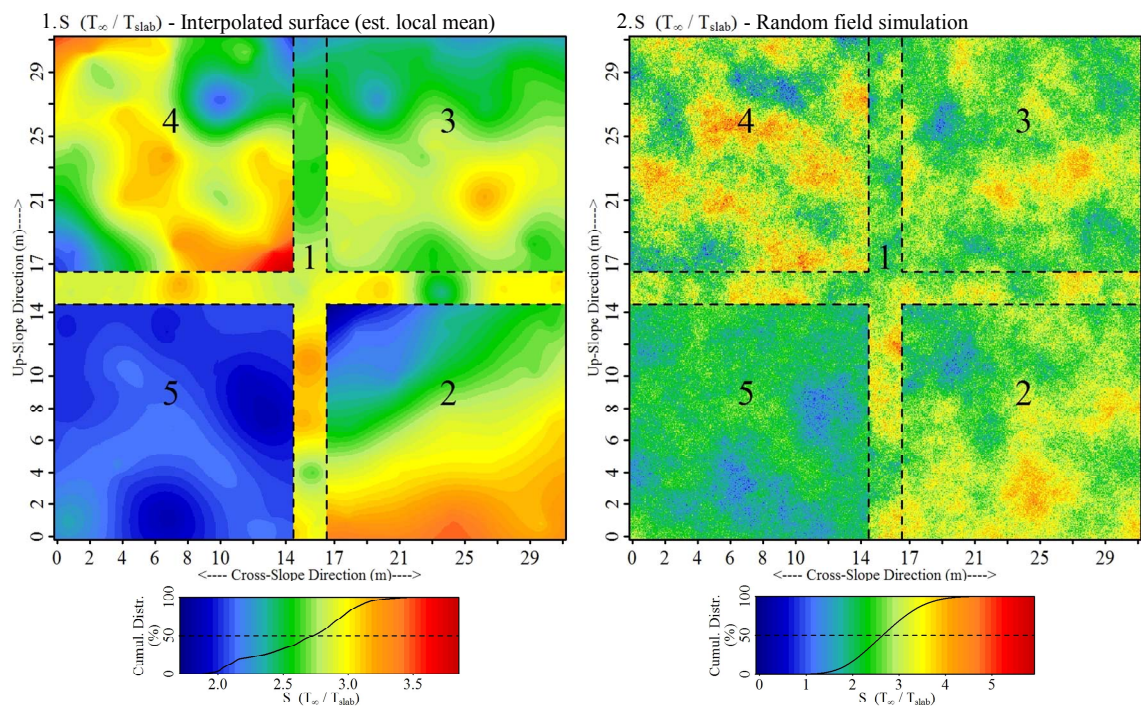 1. S (T∞ / Tslab) - Interpolated surface (est. local mean)
2. S (T∞ / Tslab) - Random field simulation
Up-Slope Direction (m)---->
29
25
21
17
14
10
8
6
4
2
0
4
3
1
5
2
0 2 4 6 8 10 14 17 21 25 29
<---- Cross-Slope Direction (m)---->
Up-Slope Direction (m)---->
29
25
21
17
14
10
8
6
4
2
0
4
3
1
5
2
0 2 4 6 8 10 14 17 21 25 29
<---- Cross-Slope Direction (m)---->
Cumul. Distr.
(%)
100
50
0
2.0 2.5 3.0 3.5
S (T∞ / Tslab)
Cumul. Distr.
(%)
100
50
0
0 1 2 3 4 5
S (T∞ / Tslab)